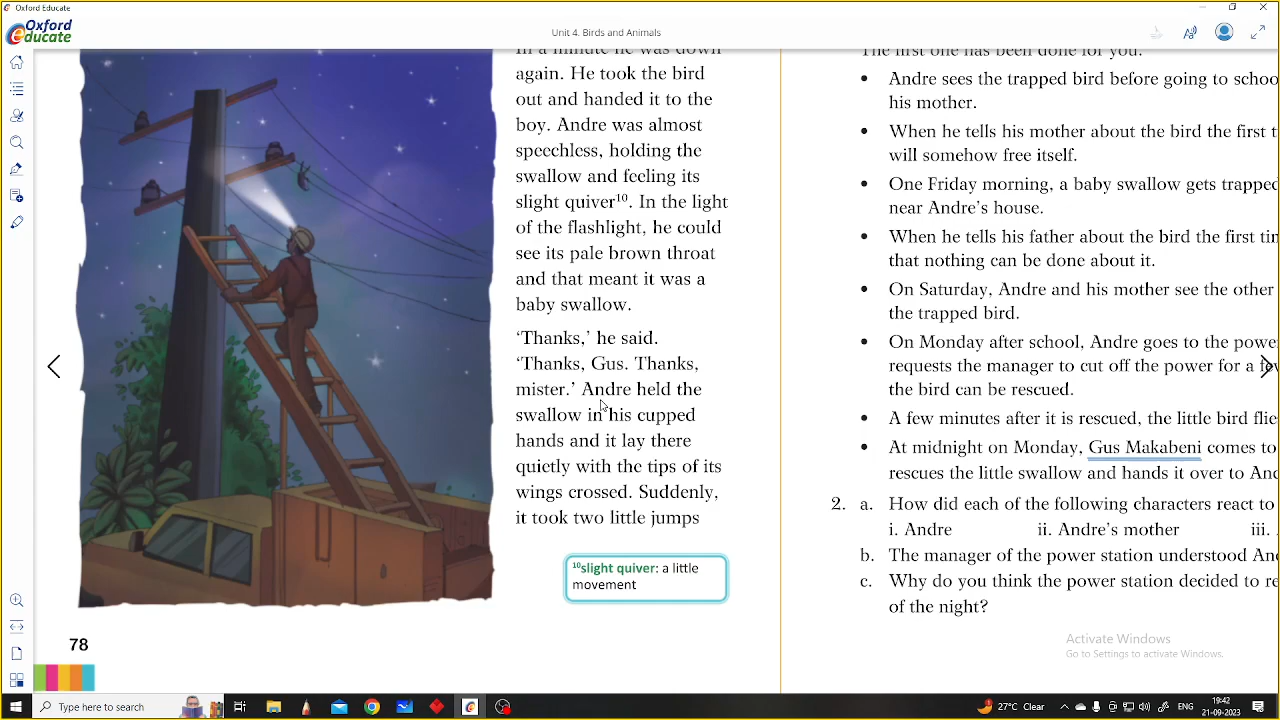 Oxford Educate
Oxford
educate
Unit 4. Birds and Animals
In a minute he was down
again. He took the bird
out and handed it to the
boy. Andre was almost
speechless, holding the
swallow and feeling its
slight quiver¹⁰. In the light
of the flashlight, he could
see its pale brown throat
and that meant it was a
baby swallow.
‘Thanks,’ he said.
‘Thanks, Gus. Thanks,
mister.’ Andre held the
swallow in his cupped
hands and it lay there
quietly with the tips of its
wings crossed. Suddenly,
it took two little jumps
¹⁰slight quiver: a little
movement
78
The first one has been done for you.
• Andre sees the trapped bird before going to schoo
his mother.
• When he tells his mother about the bird the first t
will somehow free itself.
• One Friday morning, a baby swallow gets trapped
near Andre’s house.
• When he tells his father about the bird the first tin
that nothing can be done about it.
• On Saturday, Andre and his mother see the other
the trapped bird.
• On Monday after school, Andre goes to the powe
requests the manager to cut off the power for a few
the bird can be rescued.
• A few minutes after it is rescued, the little bird flie
• At midnight on Monday, Gus Makabeni comes to
rescues the little swallow and hands it over to And
2. a. How did each of the following characters react to
i. Andre ii. Andre’s mother iii.
b. The manager of the power station understood And
c. Why do you think the power station decided to re
of the night?
Activate Windows
Go to Settings to activate Windows.
Type here to search
27°C Clear
ENG
19:42
21-09-2023